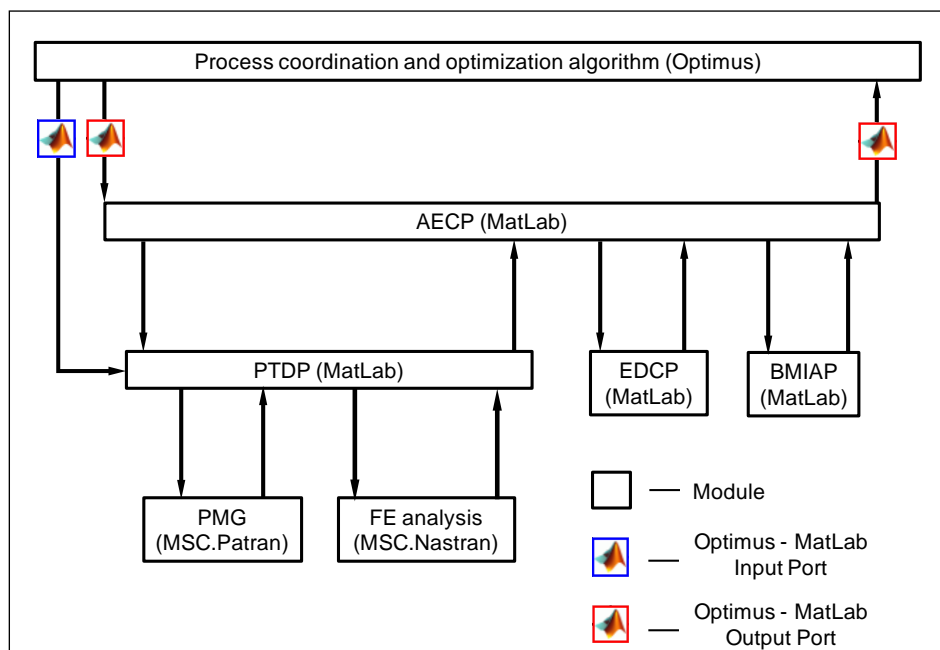 Process coordination and optimization algorithm (Optimus)
AECP (MatLab)
PTDP (MatLab)
EDCP
(MatLab)
BMIAP
(MatLab)
PMG
(MSC.Patran)
FE analysis
(MSC.Nastran)
Module
Optimus - MatLab
Input Port
Optimus - MatLab
Output Port